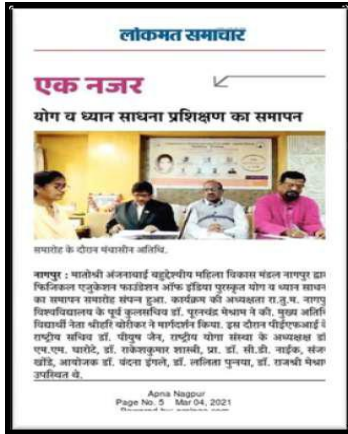 लोकमत समाचार
एक नजर
योग व ध्यान साधना प्रशिक्षण का समापन
समारोह के दौरान मंचासीन अतिथि.
नागपुर : मातोश्री अंजनाबाई बहुद्देशीय महिला विकास मंडल नागपुर द्वा
फिजिकल एजुकेशन फाउंडेशन ऑफ इंडिया पुरस्कृत योग व ध्यान साधन
का समापन समारोह संपन्न हुआ. कार्यक्रम की अध्यक्षता रा.तु.म. नागपु
विश्वविद्यालय के पूर्व कुलसचिव डॉ. पूरनचंद्र मेश्राम ने की. मुख्य अतिथि
विद्यार्थी नेता श्रीहरि बोरीकर ने मार्गदर्शन किया. इस दौरान पीईएफआई के
राष्ट्रीय सचिव डॉ. पीयुष जैन, राष्ट्रीय योगा संस्था के अध्यक्ष डॉ
एम.एम. घारोटे, डॉ. राकेशकुमार शास्त्री, प्रा. डॉ. सी.डी. नाईक, संज
खोंडे, आयोजक डॉ. वंदना इंगले, डॉ. ललिता पुन्नया, डॉ. राजश्री मेश्रा
उपस्थित थे.
Apna Nagpur
Page No. 5 Mar 04, 2021